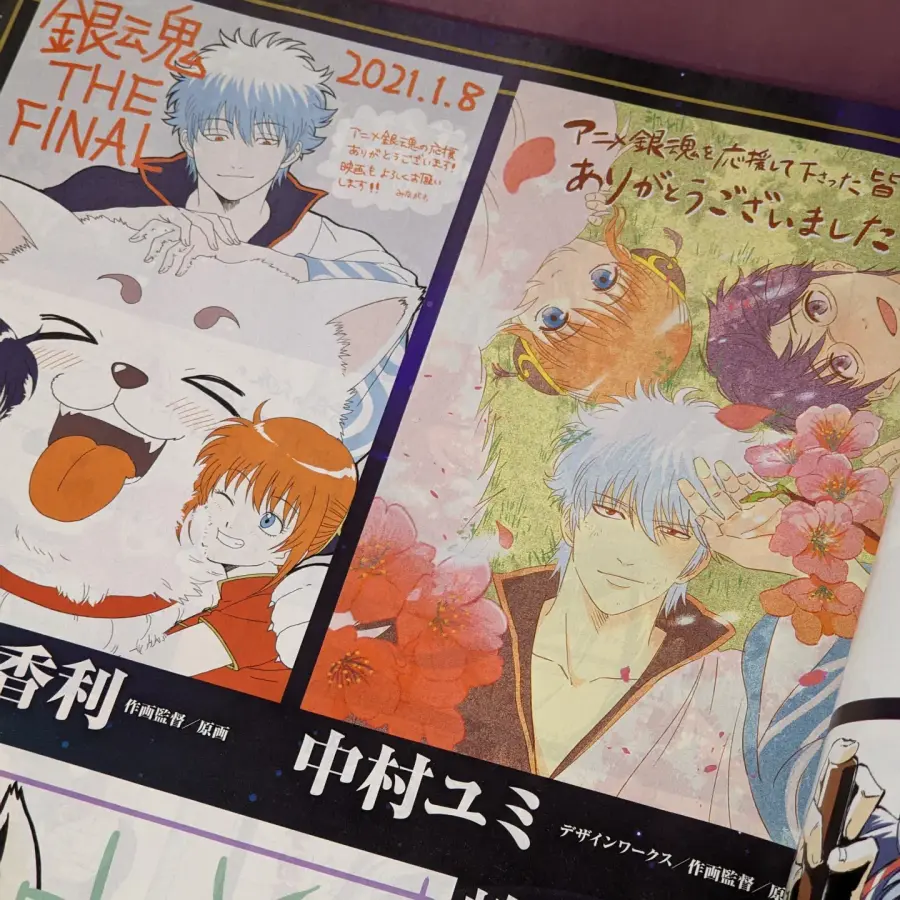 銀魂
THE
FINAL
2021.1.8
アニメ銀魂の応援
ありがとうございます!
映画もよろしくお願い
します!!
アニメ銀魂を応援して下さった皆
ありがとうございました
香利
作画監督/原画
中村ユミ
デザインワークス/作画監督/原